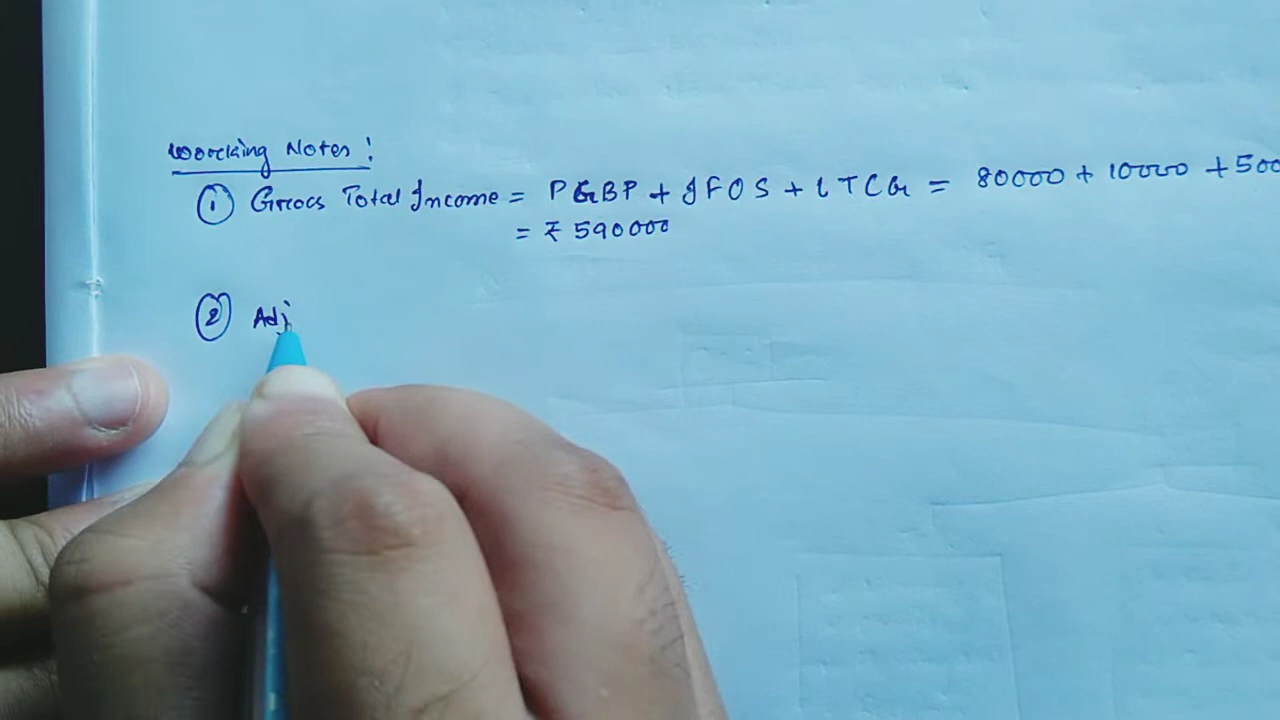 Working Notes :
① Gross Total Income = PGBP + IFOS + LTCG = 80000 + 10000 + 500
= ₹ 590000
② Adj